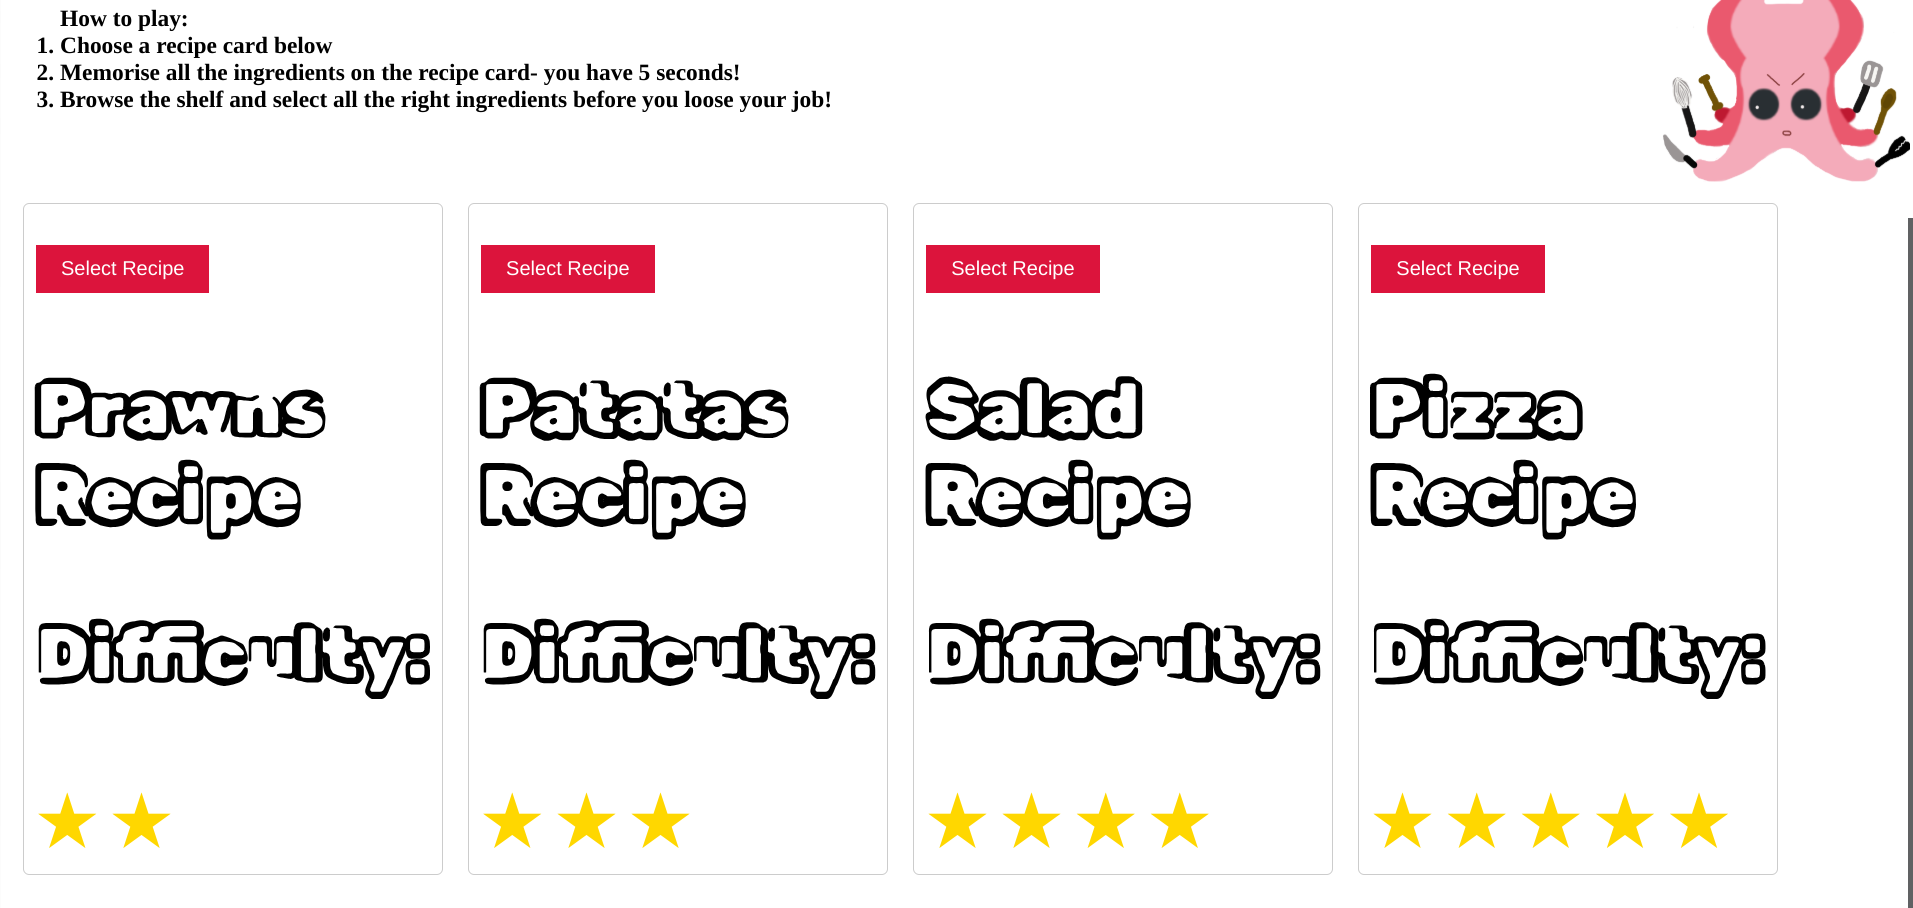 How to play:
1. Choose a recipe card below
2. Memorise all the ingredients on the recipe card- you have 5 seconds!
3. Browse the shelf and select all the right ingredients before you loose your job!
Select Recipe
Prawns
Recipe
Difficulty:
Select Recipe
Patatas
Recipe
Difficulty:
Select Recipe
Salad
Recipe
Difficulty:
Select Recipe
Pizza
Recipe
Difficulty: